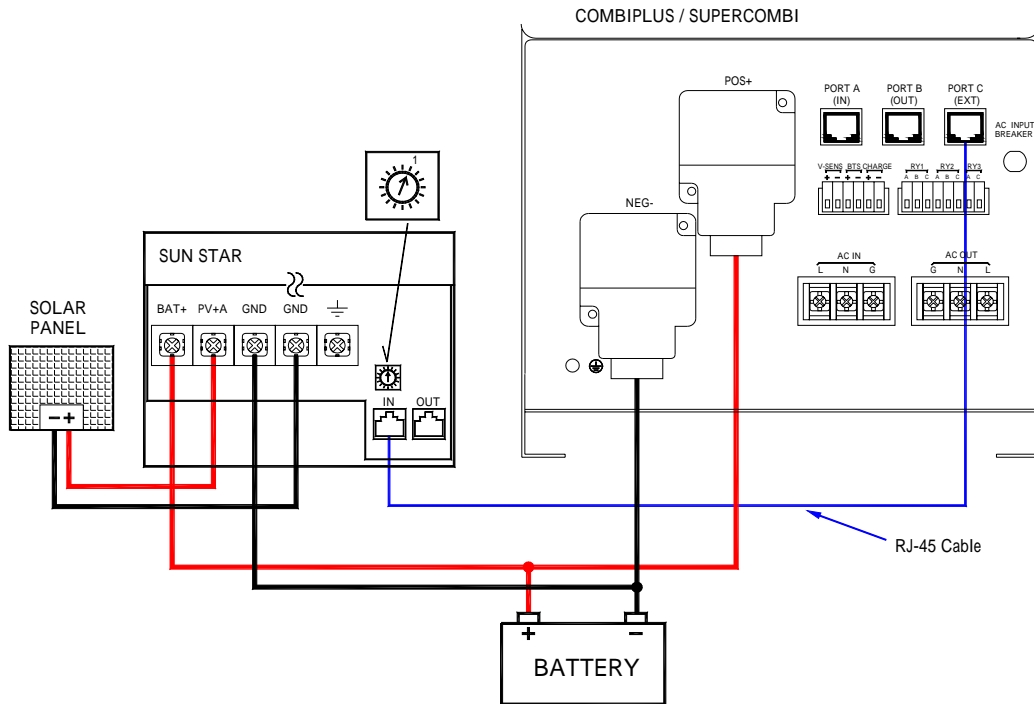 COMBIPLUS / SUPERCOMBI
POS+
PORT A
(IN)
PORT B
(OUT)
PORT C
(EXT)
AC INPUT
BREAKER
V-SENS BTS CHARGE
+ − + − + −
RY1 RY2 RY3
A B C A B C A C
NEG-
AC IN
L N G
AC OUT
G N L
1
SUN STAR
BAT+ PV+A GND GND
IN OUT
SOLAR
PANEL
− +
RJ-45 Cable
+ −
BATTERY